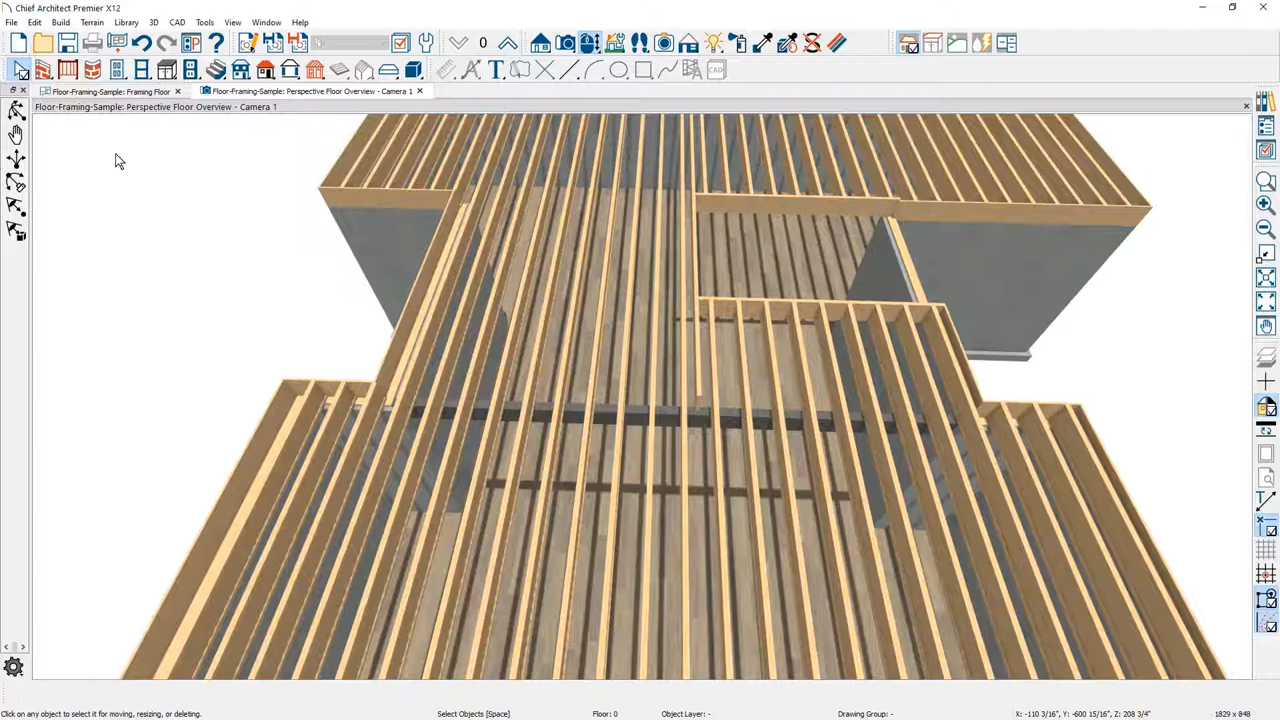 Chief Architect Premier X12
File Edit Build Terrain Library 3D CAD Tools View Window Help
0
T CAD
Floor-Framing-Sample: Framing Floor Floor-Framing-Sample: Perspective Floor Overview - Camera 1
Floor-Framing-Sample: Perspective Floor Overview - Camera 1
Click on any object to select it for moving, resizing, or deleting. Select Objects [Space] Floor: 0 Object Layer: - Drawing Group: - X: -110 3/16", Y: -600 15/16", Z: 208 3/4" 1829 x 848